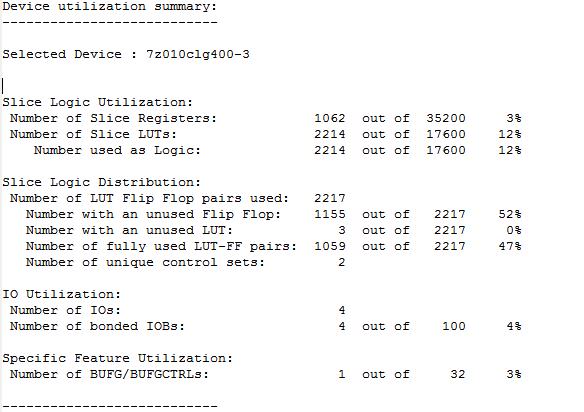 Device utilization summary:
---------------------------
Selected Device : 7z010clg400-3
Slice Logic Utilization:
Number of Slice Registers: 1062 out of 35200 3%
Number of Slice LUTs: 2214 out of 17600 12%
Number used as Logic: 2214 out of 17600 12%
Slice Logic Distribution:
Number of LUT Flip Flop pairs used: 2217
Number with an unused Flip Flop: 1155 out of 2217 52%
Number with an unused LUT: 3 out of 2217 0%
Number of fully used LUT-FF pairs: 1059 out of 2217 47%
Number of unique control sets: 2
IO Utilization:
Number of IOs: 4
Number of bonded IOBs: 4 out of 100 4%
Specific Feature Utilization:
Number of BUFG/BUFGCTRLs: 1 out of 32 3%
---------------------------